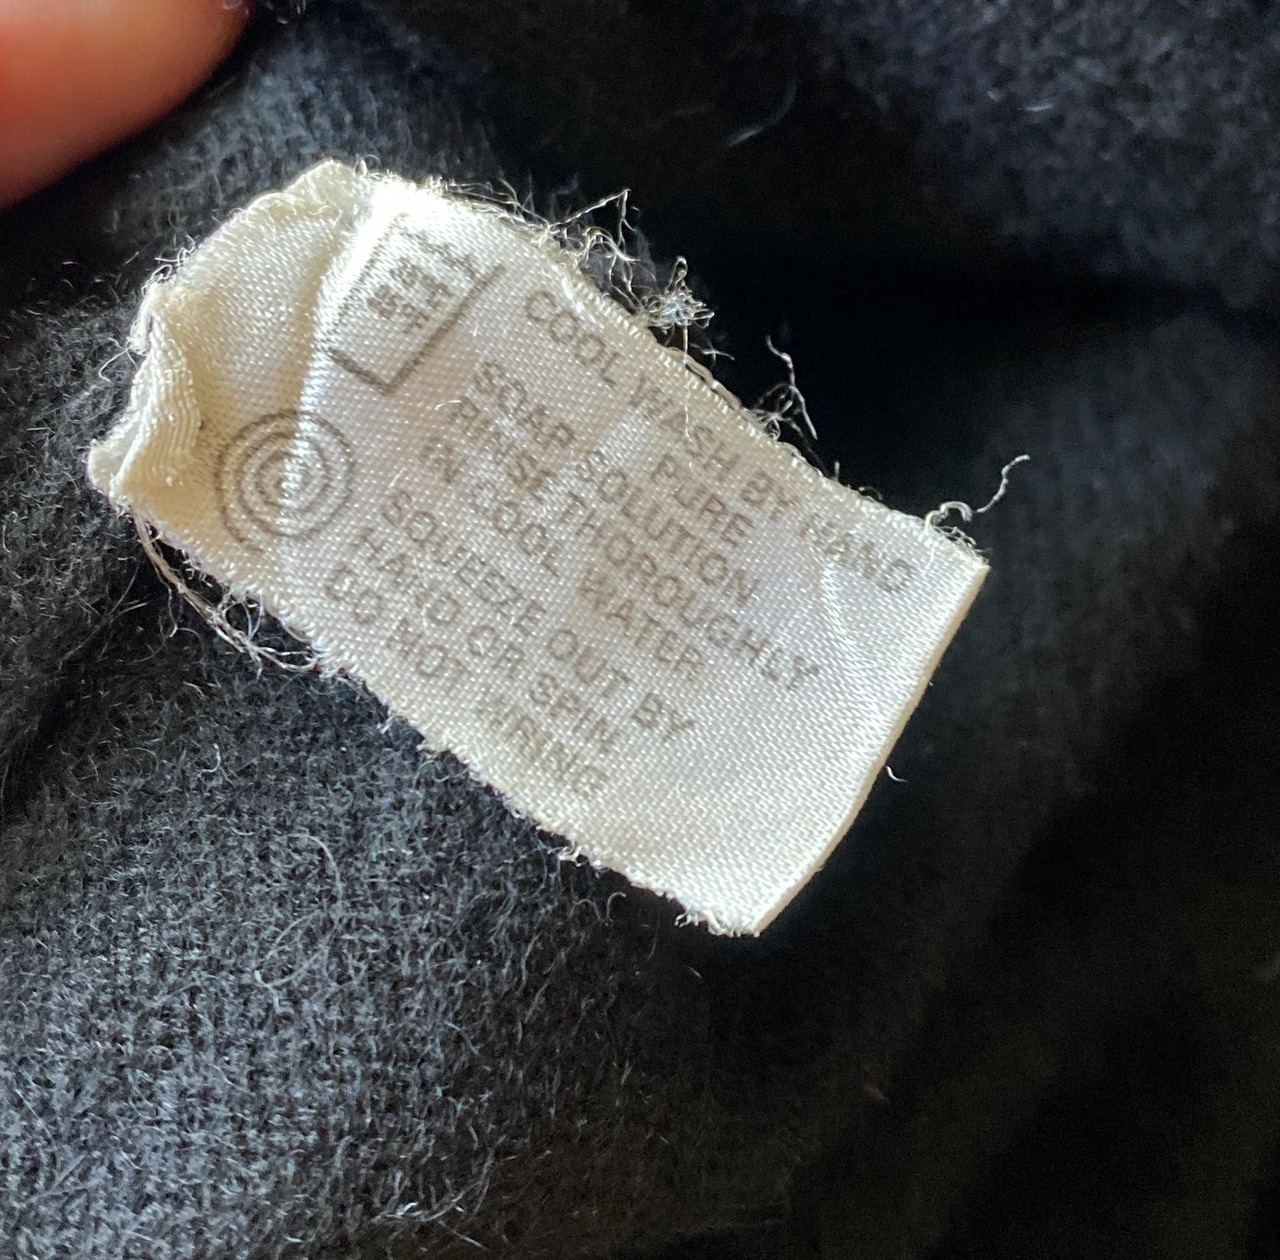 COOL WASH BY HAND
PURE
SOAP SOLUTION
RINSE THOROUGHLY
IN COOL WATER
SQUEEZE OUT BY
HAND OR SPIN
DO NOT WRING